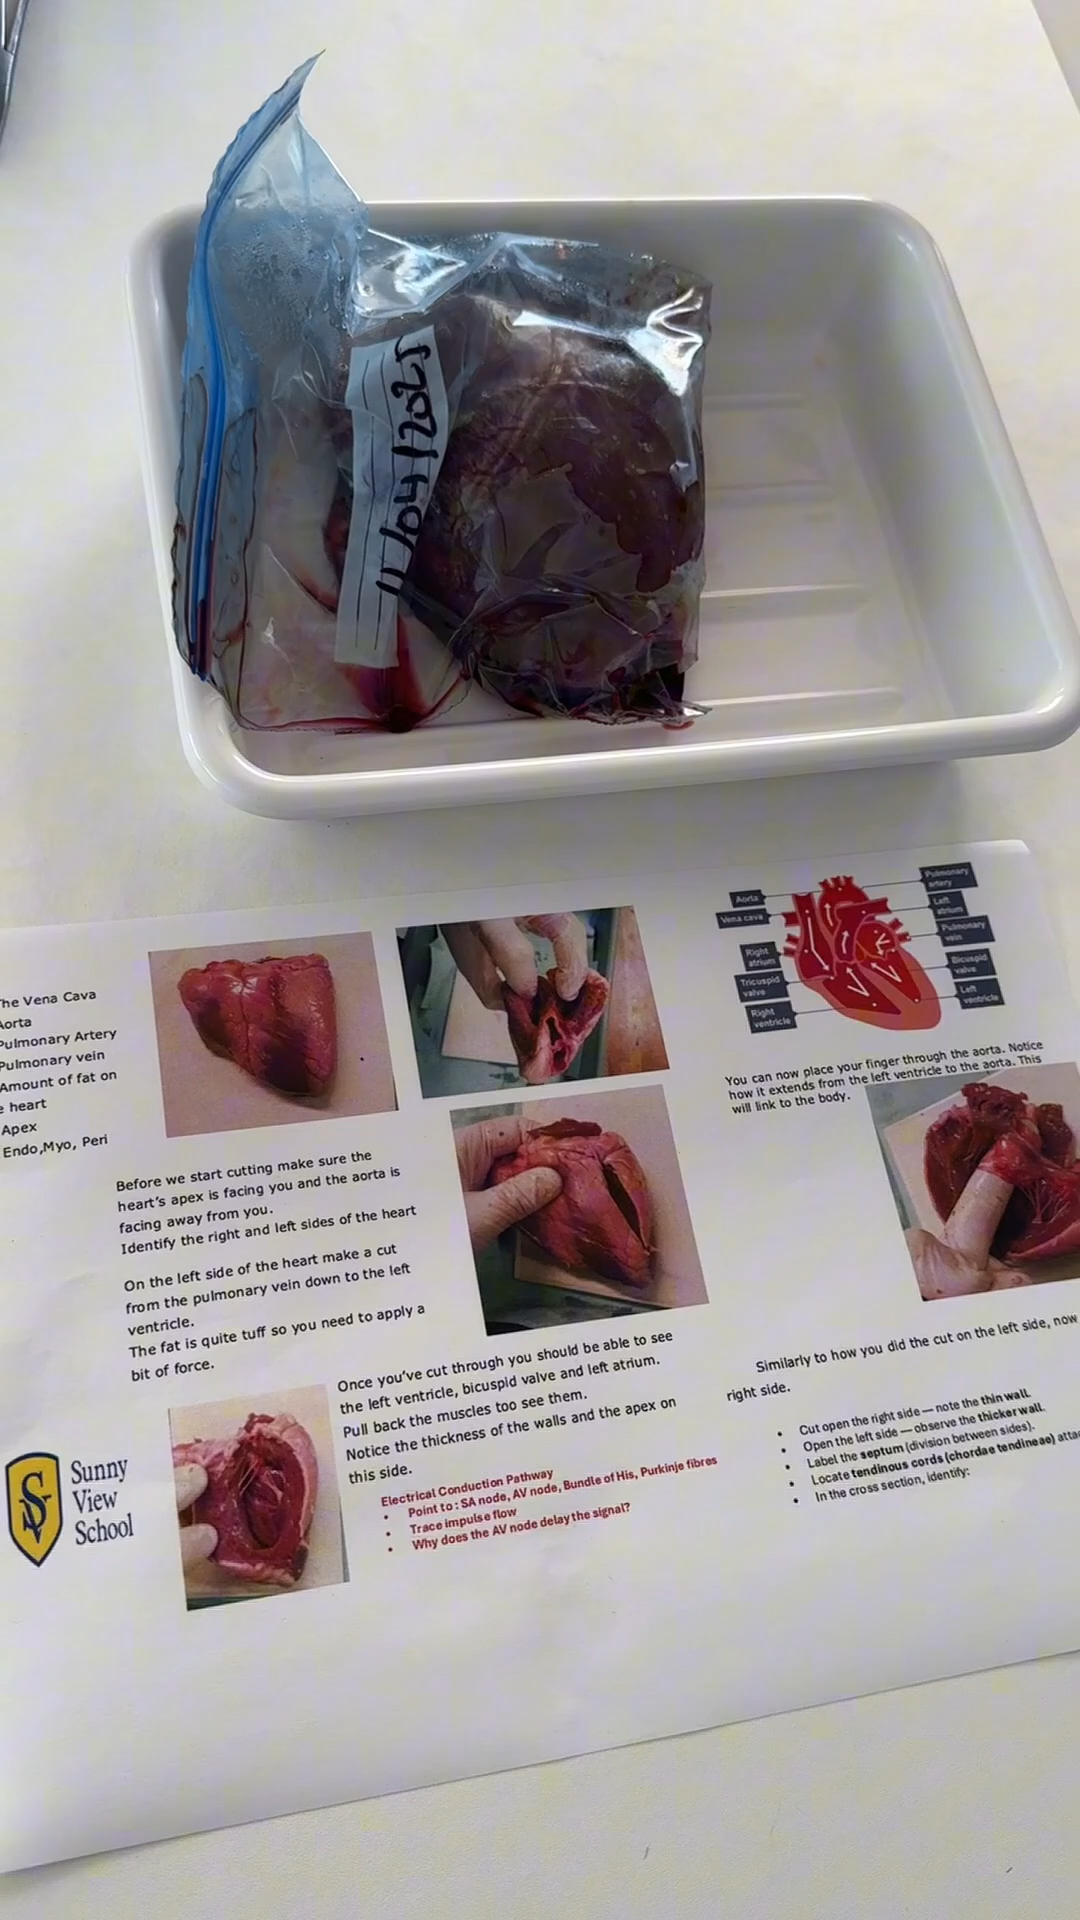 11/04/2025
The Vena Cava
Aorta
Pulmonary Artery
Pulmonary vein
Amount of fat on
e heart
Apex
Endo,Myo, Peri
Before we start cutting make sure the
heart's apex is facing you and the aorta is
facing away from you.
Identify the right and left sides of the heart
On the left side of the heart make a cut
from the pulmonary vein down to the left
ventricle.
The fat is quite tuff so you need to apply a
bit of force.
Sunny
View
School
Once you've cut through you should be able to see
the left ventricle, bicuspid valve and left atrium.
Pull back the muscles too see them.
Notice the thickness of the walls and the apex on
this side.
Electrical Conduction Pathway
• Point to : SA node, AV node, Bundle of His, Purkinje fibres
• Trace impulse flow
• Why does the AV node delay the signal?
Aorta
Vena cava
Right
atrium
Tricuspid
valve
Right
ventricle
Pulmonary
artery
Left
atrium
Pulmonary
vein
Bicuspid
valve
Left
ventricle
You can now place your finger through the aorta. Notice
how it extends from the left ventricle to the aorta. This
will link to the body.
Similarly to how you did the cut on the left side, now
right side.
• Cut open the right side — note the thin wall.
• Open the left side — observe the thicker wall.
• Label the septum (division between sides).
• Locate tendinous cords (chordae tendineae) atta
• In the cross section, identify: